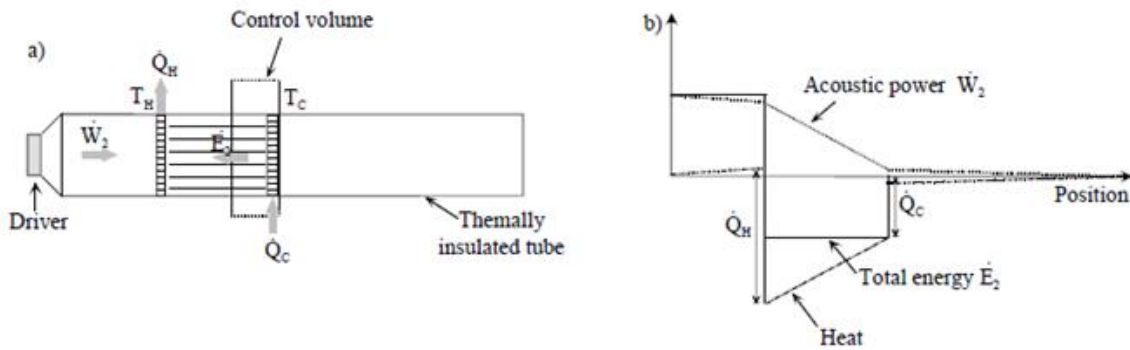 Control volume
a)
Q̇H
TH
TC
Ẇ2
Ė2
Driver
Q̇C
Themally
insulated tube
b)
Acoustic power Ẇ2
Position
Q̇H
Q̇C
Total energy Ė2
Heat